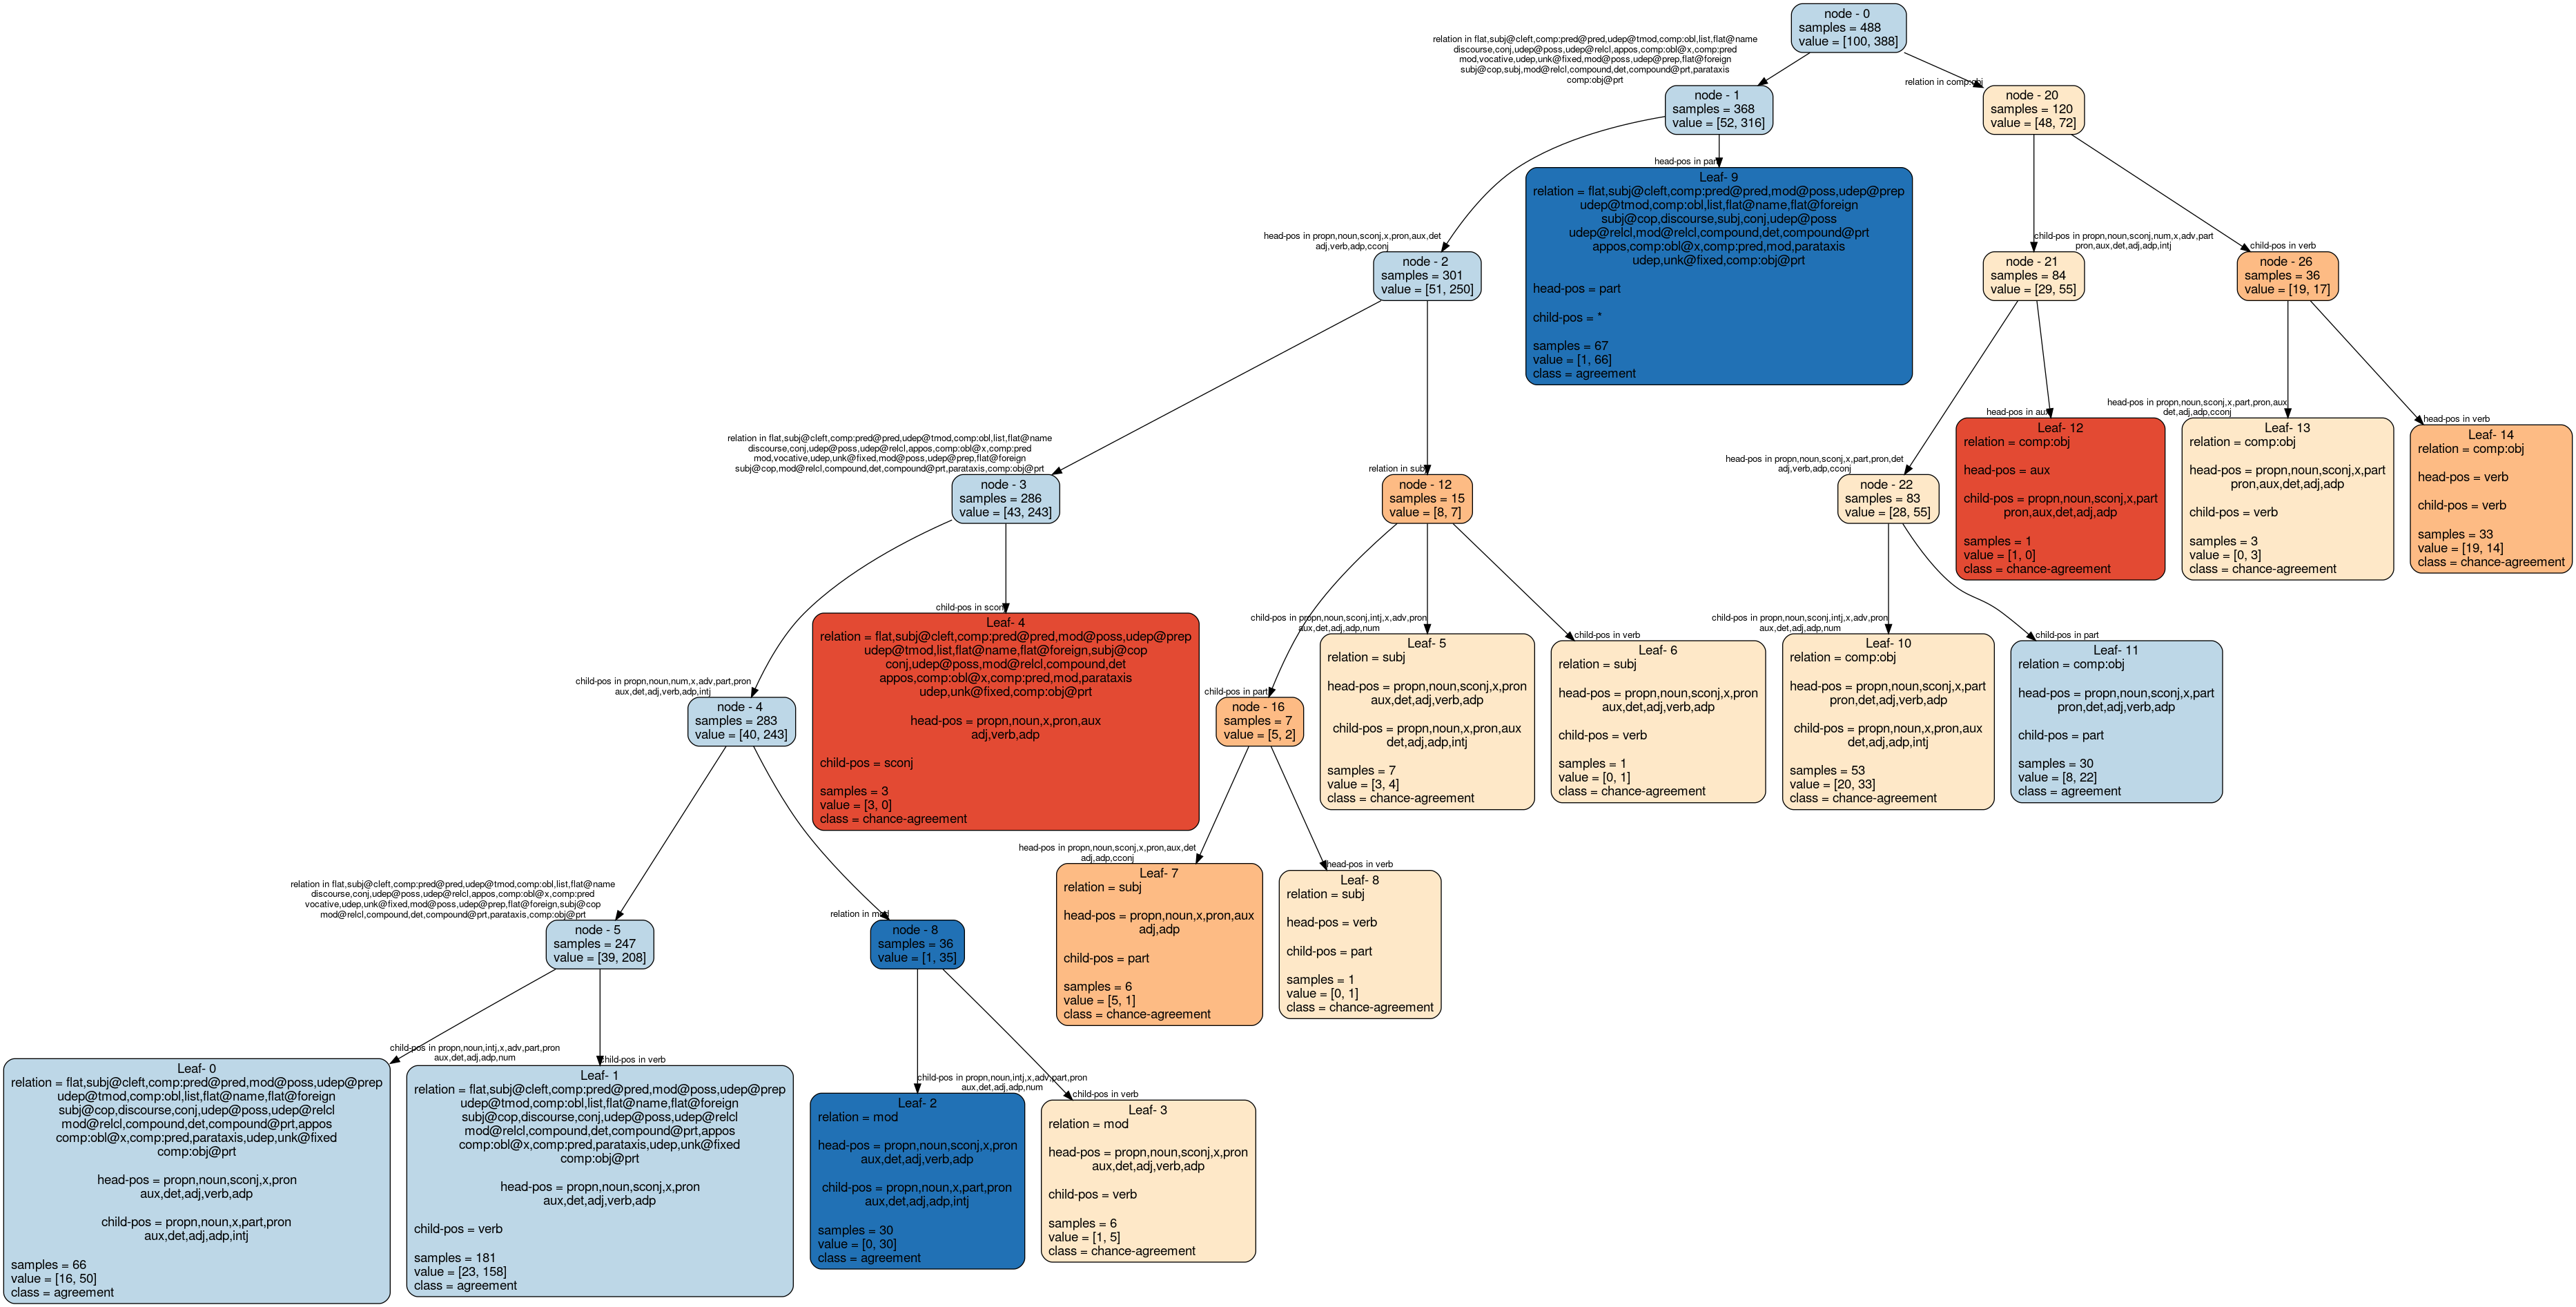 node - 0
samples = 488
value = [100, 388]
relation in flat,subj@cleft,comp:pred@pred,udep@tmod,comp:obl,list,flat@name
discourse,conj,udep@poss,udep@relcl,appos,comp:obl@x,comp:pred
mod,vocative,udep,unk@fixed,mod@poss,udep@prep,flat@foreign
subj@cop,subj,mod@relcl,compound,det,compound@prt,parataxis
comp:obj@prt
relation in comp:obj
node - 1
samples = 368
value = [52, 316]
node - 20
samples = 120
value = [48, 72]
head-pos in part
Leaf- 9
relation = flat,subj@cleft,comp:pred@pred,mod@poss,udep@prep
udep@tmod,comp:obl,list,flat@name,flat@foreign
subj@cop,discourse,subj,conj,udep@poss
udep@relcl,mod@relcl,compound,det,compound@prt
appos,comp:obl@x,comp:pred,mod,parataxis
udep,unk@fixed,comp:obj@prt
head-pos = part
child-pos = *
samples = 67
value = [1, 66]
class = agreement
head-pos in propn,noun,sconj,x,pron,aux,det
adj,verb,adp,cconj
node - 2
samples = 301
value = [51, 250]
child-pos in propn,noun,sconj,num,x,adv,part
pron,aux,det,adj,adp,intj
node - 21
samples = 84
value = [29, 55]
child-pos in verb
node - 26
samples = 36
value = [19, 17]
relation in flat,subj@cleft,comp:pred@pred,udep@tmod,comp:obl,list,flat@name
discourse,conj,udep@poss,udep@relcl,appos,comp:obl@x,comp:pred
mod,vocative,udep,unk@fixed,mod@poss,udep@prep,flat@foreign
subj@cop,mod@relcl,compound,det,compound@prt,parataxis,comp:obj@prt
node - 3
samples = 286
value = [43, 243]
relation in subj
node - 12
samples = 15
value = [8, 7]
head-pos in propn,noun,sconj,x,part,pron,det
adj,verb,adp,cconj
node - 22
samples = 83
value = [28, 55]
head-pos in aux
Leaf- 12
relation = comp:obj
head-pos = aux
child-pos = propn,noun,sconj,x,part
pron,aux,det,adj,adp
samples = 1
value = [1, 0]
class = chance-agreement
head-pos in propn,noun,sconj,x,part,pron,aux
det,adj,adp,cconj
Leaf- 13
relation = comp:obj
head-pos = propn,noun,sconj,x,part
pron,aux,det,adj,adp
child-pos = verb
samples = 3
value = [0, 3]
class = chance-agreement
head-pos in verb
Leaf- 14
relation = comp:obj
head-pos = verb
child-pos = verb
samples = 33
value = [19, 14]
class = chance-agreement
child-pos in propn,noun,num,x,adv,part,pron
aux,det,adj,verb,adp,intj
node - 4
samples = 283
value = [40, 243]
child-pos in sconj
Leaf- 4
relation = flat,subj@cleft,comp:pred@pred,mod@poss,udep@prep
udep@tmod,list,flat@name,flat@foreign,subj@cop
conj,udep@poss,mod@relcl,compound,det
appos,comp:obl@x,comp:pred,mod,parataxis
udep,unk@fixed,comp:obj@prt
head-pos = propn,noun,x,pron,aux
adj,verb,adp
child-pos = sconj
samples = 3
value = [3, 0]
class = chance-agreement
child-pos in part
node - 16
samples = 7
value = [5, 2]
child-pos in propn,noun,sconj,intj,x,adv,pron
aux,det,adj,adp,num
Leaf- 5
relation = subj
head-pos = propn,noun,sconj,x,pron
aux,det,adj,verb,adp
child-pos = propn,noun,x,pron,aux
det,adj,adp,intj
samples = 7
value = [3, 4]
class = chance-agreement
child-pos in verb
Leaf- 6
relation = subj
head-pos = propn,noun,sconj,x,pron
aux,det,adj,verb,adp
child-pos = verb
samples = 1
value = [0, 1]
class = chance-agreement
child-pos in propn,noun,sconj,intj,x,adv,pron
aux,det,adj,adp,num
Leaf- 10
relation = comp:obj
head-pos = propn,noun,sconj,x,part
pron,det,adj,verb,adp
child-pos = propn,noun,x,pron,aux
det,adj,adp,intj
samples = 53
value = [20, 33]
class = chance-agreement
child-pos in part
Leaf- 11
relation = comp:obj
head-pos = propn,noun,sconj,x,part
pron,det,adj,verb,adp
child-pos = part
samples = 30
value = [8, 22]
class = agreement
relation in flat,subj@cleft,comp:pred@pred,udep@tmod,comp:obl,list,flat@name
discourse,conj,udep@poss,udep@relcl,appos,comp:obl@x,comp:pred
vocative,udep,unk@fixed,mod@poss,udep@prep,flat@foreign,subj@cop
mod@relcl,compound,det,compound@prt,parataxis,comp:obj@prt
node - 5
samples = 247
value = [39, 208]
relation in mod
node - 8
samples = 36
value = [1, 35]
head-pos in propn,noun,sconj,x,pron,aux,det
adj,adp,cconj
Leaf- 7
relation = subj
head-pos = propn,noun,x,pron,aux
adj,adp
child-pos = part
samples = 6
value = [5, 1]
class = chance-agreement
head-pos in verb
Leaf- 8
relation = subj
head-pos = verb
child-pos = part
samples = 1
value = [0, 1]
class = chance-agreement
child-pos in propn,noun,intj,x,adv,part,pron
aux,det,adj,adp,num
Leaf- 0
relation = flat,subj@cleft,comp:pred@pred,mod@poss,udep@prep
udep@tmod,comp:obl,list,flat@name,flat@foreign
subj@cop,discourse,conj,udep@poss,udep@relcl
mod@relcl,compound,det,compound@prt,appos
comp:obl@x,comp:pred,parataxis,udep,unk@fixed
comp:obj@prt
head-pos = propn,noun,sconj,x,pron
aux,det,adj,verb,adp
child-pos = propn,noun,x,part,pron
aux,det,adj,adp,intj
samples = 66
value = [16, 50]
class = agreement
child-pos in verb
Leaf- 1
relation = flat,subj@cleft,comp:pred@pred,mod@poss,udep@prep
udep@tmod,comp:obl,list,flat@name,flat@foreign
subj@cop,discourse,conj,udep@poss,udep@relcl
mod@relcl,compound,det,compound@prt,appos
comp:obl@x,comp:pred,parataxis,udep,unk@fixed
comp:obj@prt
head-pos = propn,noun,sconj,x,pron
aux,det,adj,verb,adp
child-pos = verb
samples = 181
value = [23, 158]
class = agreement
child-pos in propn,noun,intj,x,adv,part,pron
aux,det,adj,adp,num
Leaf- 2
relation = mod
head-pos = propn,noun,sconj,x,pron
aux,det,adj,verb,adp
child-pos = propn,noun,x,part,pron
aux,det,adj,adp,intj
samples = 30
value = [0, 30]
class = agreement
child-pos in verb
Leaf- 3
relation = mod
head-pos = propn,noun,sconj,x,pron
aux,det,adj,verb,adp
child-pos = verb
samples = 6
value = [1, 5]
class = chance-agreement